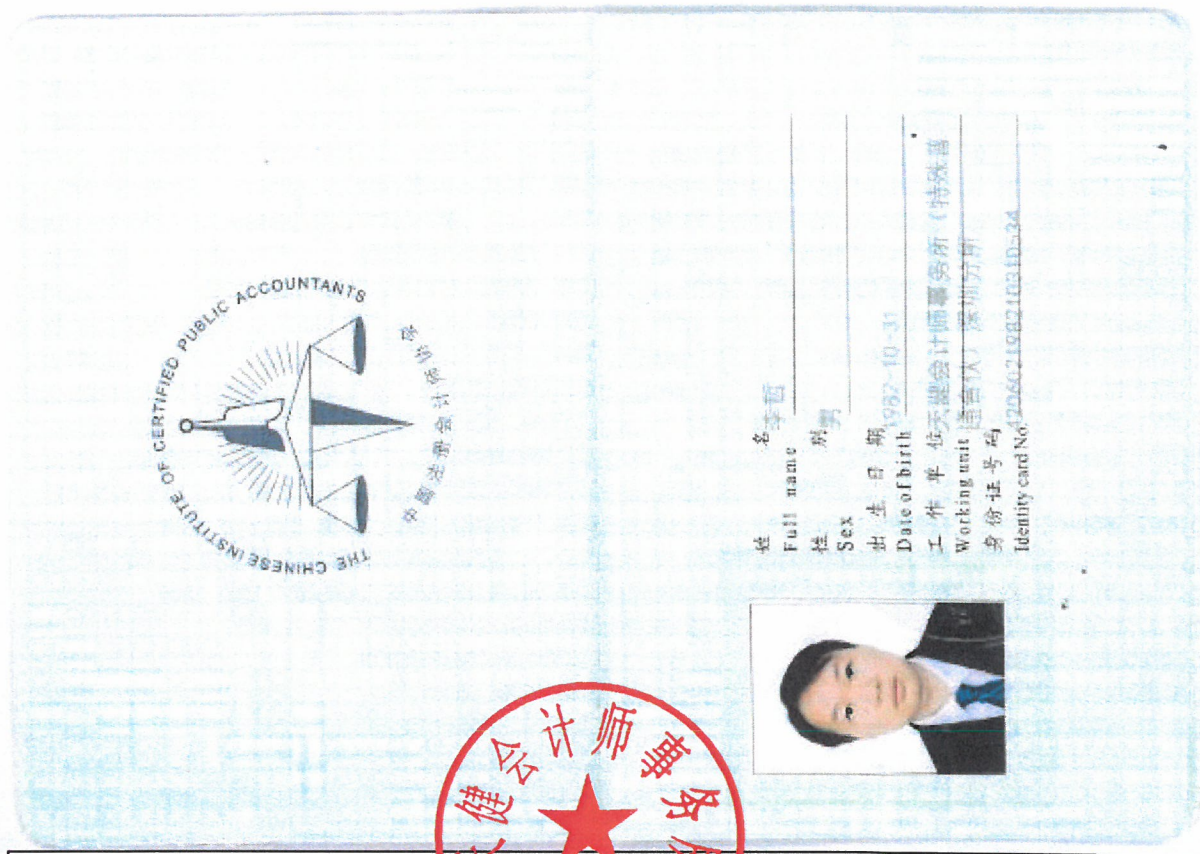 THE CHINESE INSTITUTE OF CERTIFIED PUBLIC ACCOUNTANTS
中国注册会计师协会
姓 名
Full name
性 别 男
Sex
出 生 日 期 1982-10-31
Date of birth
工 作 单 位 天健会计师事务所（特殊普
Working unit 通合伙）深圳分所
身 份 证 号 码
Identity card No.
健会计师事务